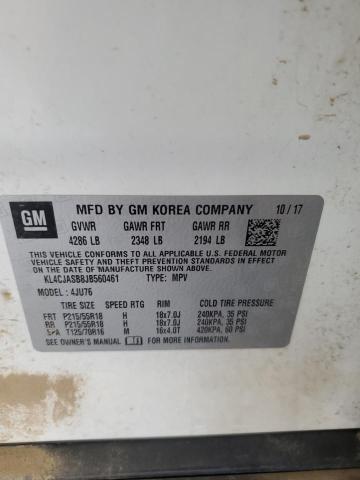 GM
MFD BY GM KOREA COMPANY 10/17
GVWR GAWR FRT GAWR RR
4286 LB 2348 LB 2194 LB
THIS VEHICLE CONFORMS TO ALL APPLICABLE U.S. FEDERAL MOTOR
VEHICLE SAFETY, BUMPER, AND THEFT PREVENTION STANDARDS IN
EFFECT ON THE DATE OF MANUFACTURE SHOWN ABOVE.
KL4CJASB8JB560461 TYPE: MPV
MODEL : 4JU76
TIRE SIZE SPEED RTG RIM COLD TIRE PRESSURE
FRT P215/55R18 H 18x7.0J 240KPA, 35 PSI
RR P215/55R18 H 18x7.0J 240KPA, 35 PSI
SPA T125/70R16 M 16x4.0T 420KPA, 60 PSI
SEE OWNER'S MANUAL FOR MORE INFORMATION.